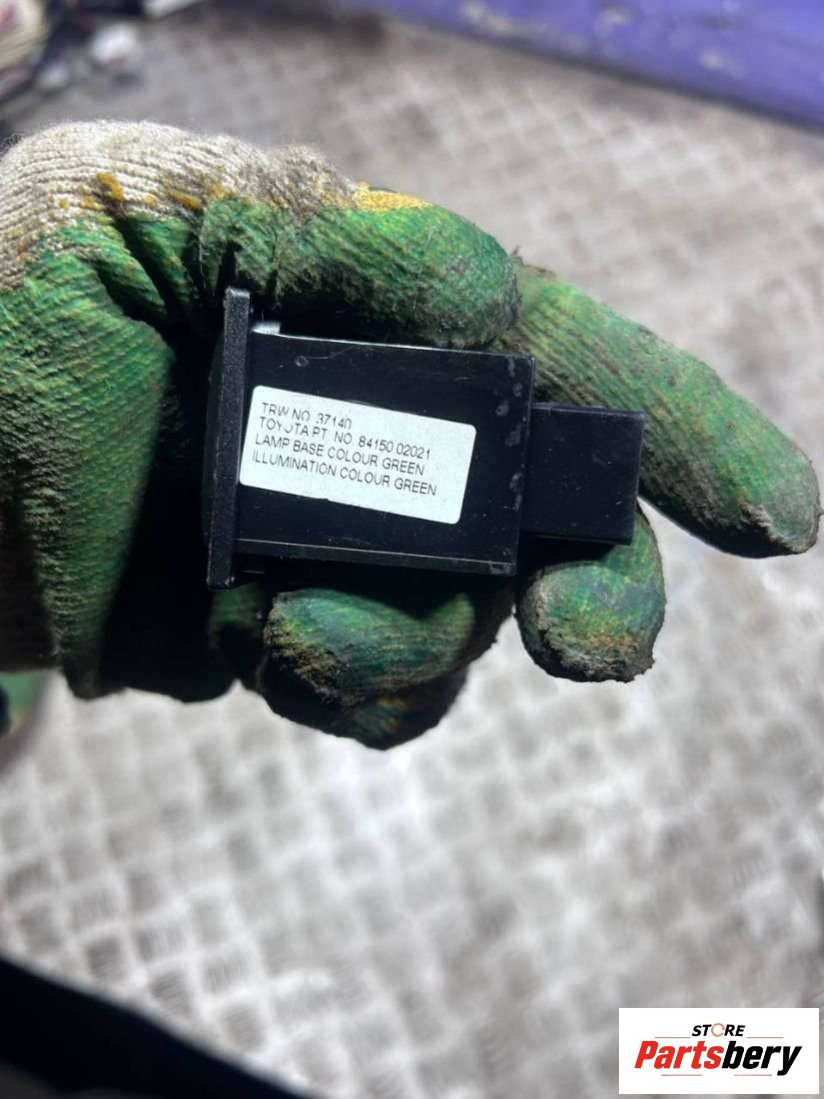 TRW NO. 37140
TOYOTA PT. NO. 84150 02021
LAMP BASE COLOUR GREEN
ILLUMINATION COLOUR GREEN
STORE
Partsbery